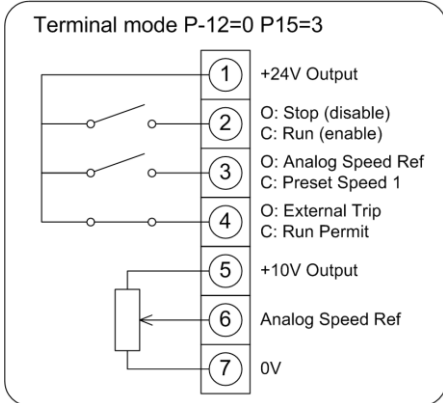 Terminal mode P-12=0 P15=3
1 +24V Output
2 O: Stop (disable)
C: Run (enable)
3 O: Analog Speed Ref
C: Preset Speed 1
4 O: External Trip
C: Run Permit
5 +10V Output
6 Analog Speed Ref
7 0V